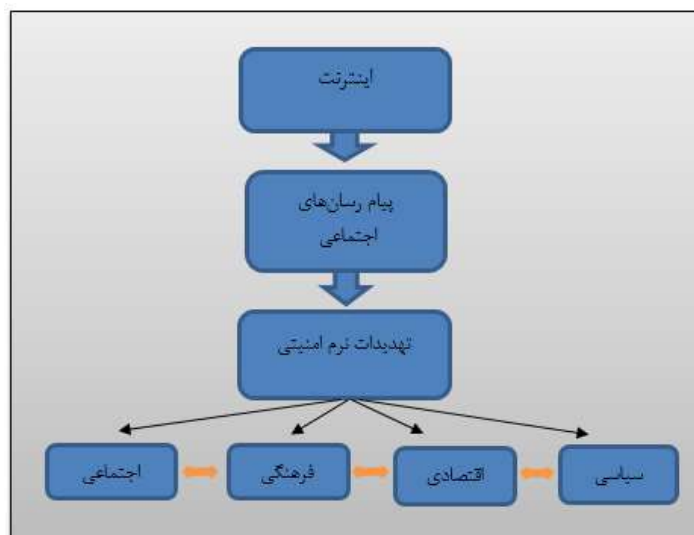 اینترنت
پیام رسان‌های
اجتماعی
تهدیدات نرم امنیتی
سیاسی
اقتصادی
فرهنگی
اجتماعی